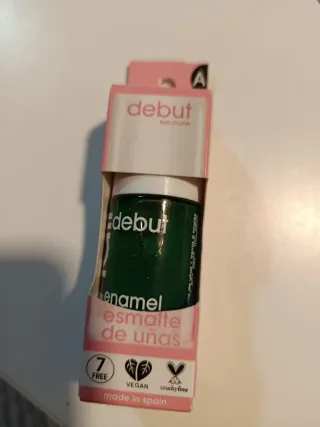 A
debut
debut
enamel
esmalte
de uñas
7
FREE
VEGAN
crueltyfree
made in spain